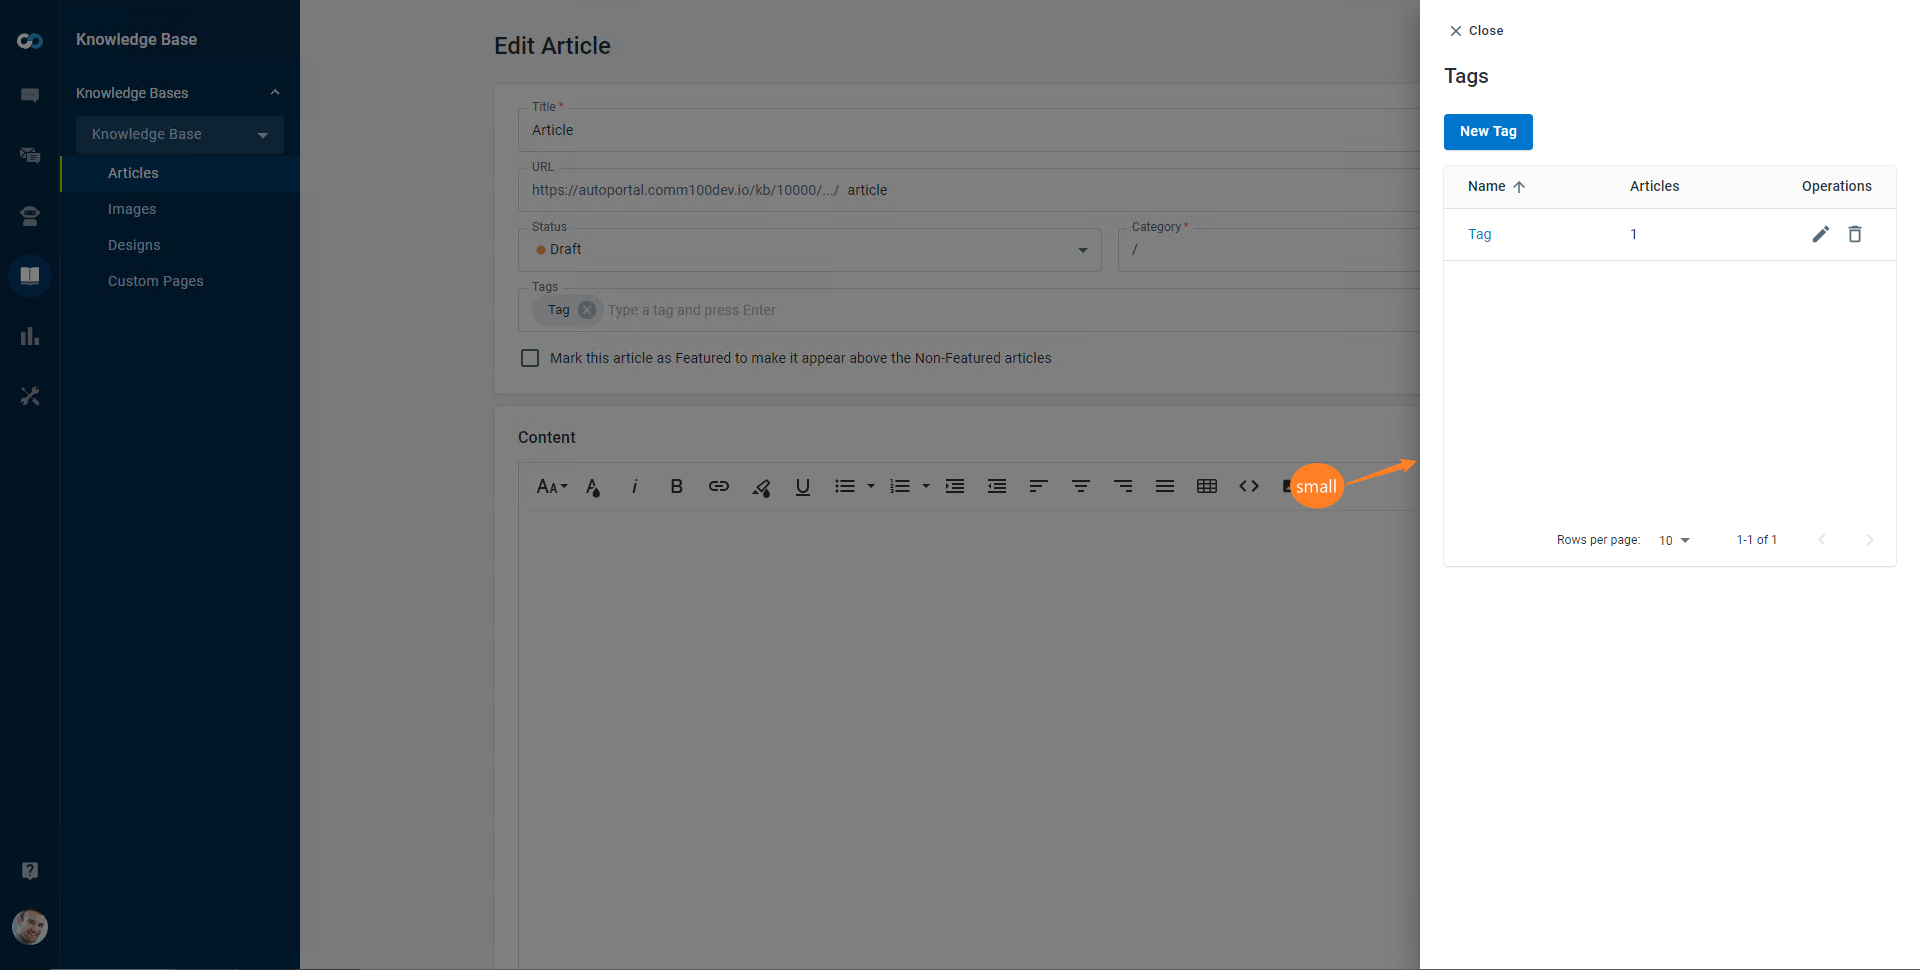 Knowledge Base
Knowledge Bases
Knowledge Base
Articles
Images
Designs
Custom Pages
Edit Article
Title *
Article
URL
https://autoportal.comm100dev.io/kb/10000/.../ article
Status
Draft
Category *
/
Tags
Tag
Type a tag and press Enter
Mark this article as Featured to make it appear above the Non-Featured articles
Content
small
Close
Tags
New Tag
Name Articles Operations
Tag 1
Rows per page: 10 1-1 of 1